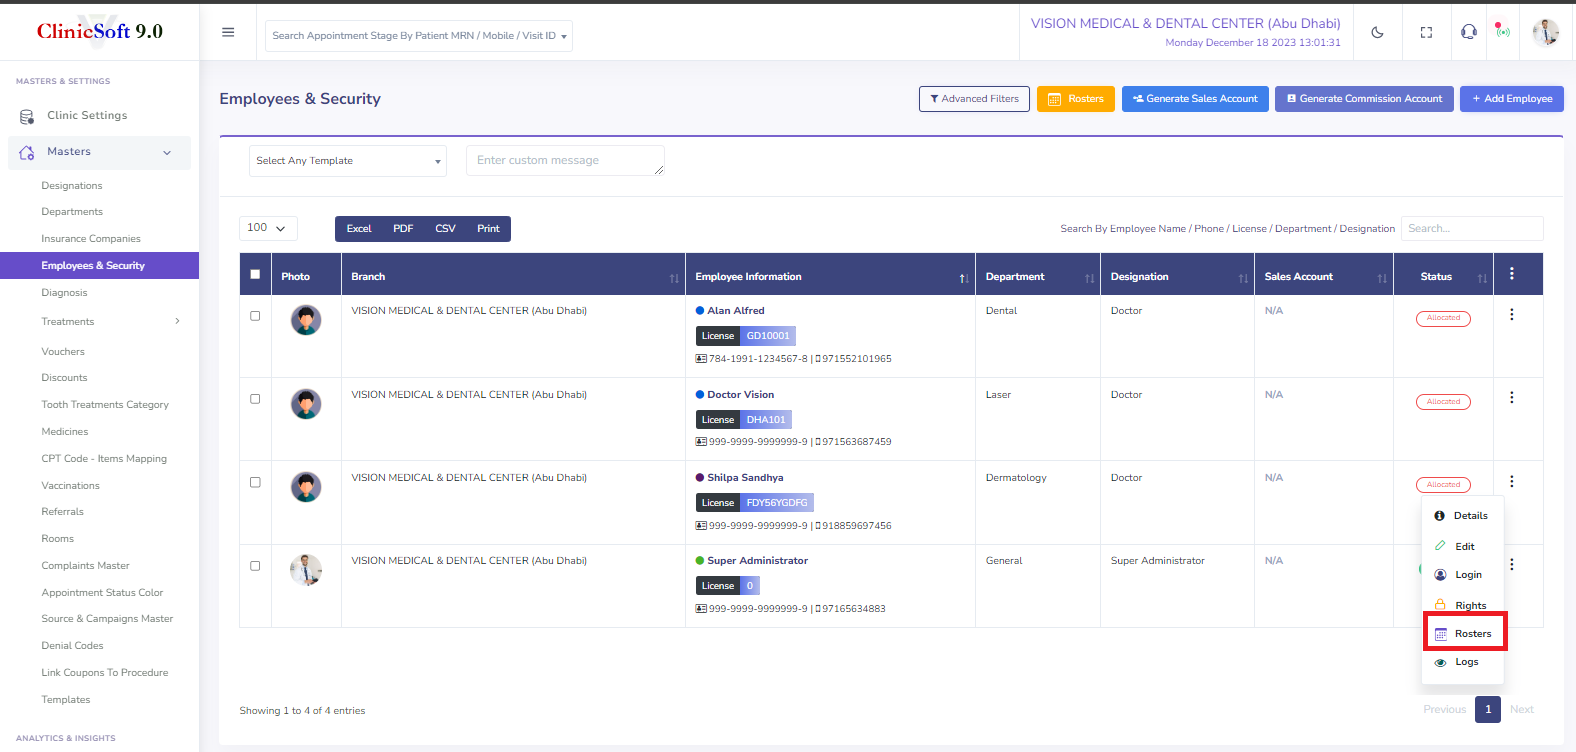 ClinicSoft 9.0
Search Appointment Stage By Patient MRN / Mobile / Visit ID
VISION MEDICAL & DENTAL CENTER (Abu Dhabi)
Monday December 18 2023 13:01:31
MASTERS & SETTINGS
Clinic Settings
Masters
Designations
Departments
Insurance Companies
Employees & Security
Diagnosis
Treatments
Vouchers
Discounts
Tooth Treatments Category
Medicines
CPT Code - Items Mapping
Vaccinations
Referrals
Rooms
Complaints Master
Appointment Status Color
Source & Campaigns Master
Denial Codes
Link Coupons To Procedure
Templates
ANALYTICS & INSIGHTS
Employees & Security
Advanced Filters Rosters Generate Sales Account Generate Commission Account + Add Employee
Select Any Template Enter custom message
100 Excel PDF CSV Print Search By Employee Name / Phone / License / Department / Designation Search...
Photo Branch Employee Information Department Designation Sales Account Status
VISION MEDICAL & DENTAL CENTER (Abu Dhabi) Alan Alfred Dental Doctor N/A Allocated
License GD10001
784-1991-1234567-8 | 971552101965
VISION MEDICAL & DENTAL CENTER (Abu Dhabi) Doctor Vision Laser Doctor N/A Allocated
License DHA101
999-9999-9999999-9 | 971563687459
VISION MEDICAL & DENTAL CENTER (Abu Dhabi) Shilpa Sandhya Dermatology Doctor N/A Allocated
License FDY56YGDFG
999-9999-9999999-9 | 918859697456
VISION MEDICAL & DENTAL CENTER (Abu Dhabi) Super Administrator General Super Administrator N/A
License 0
999-9999-9999999-9 | 97165634883
Details
Edit
Login
Rights
Rosters
Logs
Showing 1 to 4 of 4 entries
Previous 1 Next